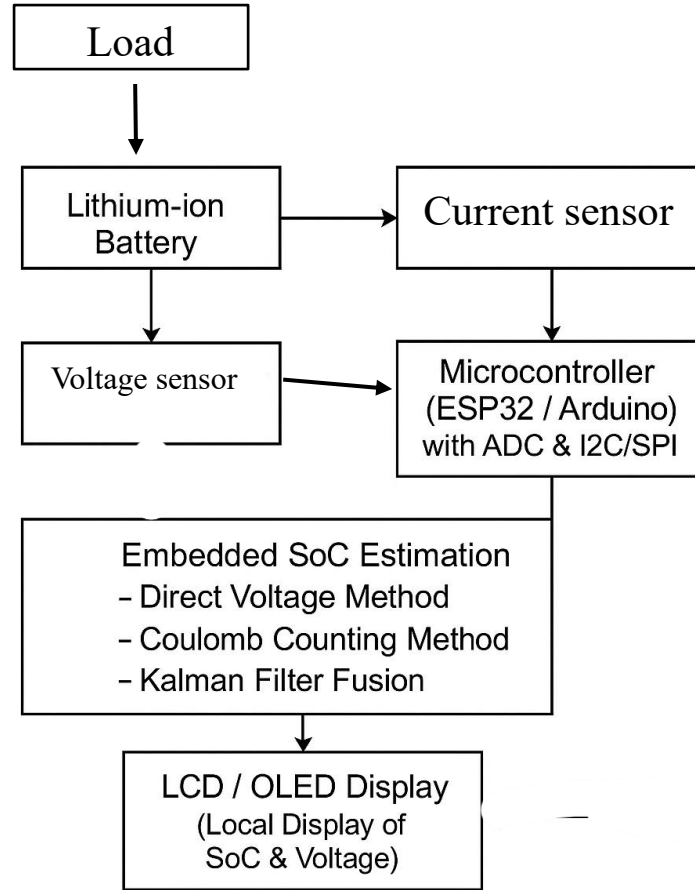 Load
Lithium-ion
Battery
Current sensor
Voltage sensor
Microcontroller
(ESP32 / Arduino)
with ADC & I2C/SPI
Embedded SoC Estimation
– Direct Voltage Method
– Coulomb Counting Method
– Kalman Filter Fusion
LCD / OLED Display
(Local Display of
SoC & Voltage)